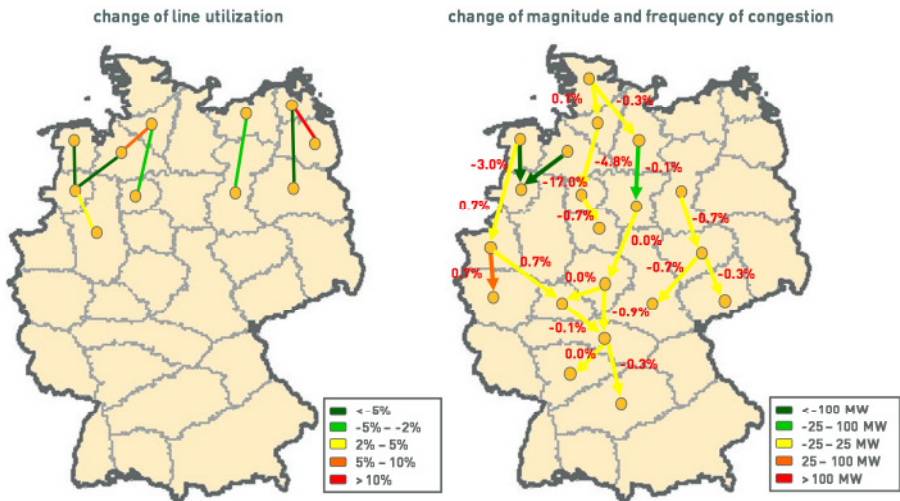 change of line utilization
change of magnitude and frequency of congestion
0.1%
-0.3%
-3.0%
-4.8%
-0.1%
-17.0%
0.7%
-0.7%
-0.7%
0.0%
0.7%
0.7%
0.0%
-0.7%
-0.3%
-0.9%
-0.1%
0.0%
-0.3%
<-5%
-5% – -2%
2% – 5%
5% – 10%
> 10%
<-100 MW
-25 – 100 MW
-25 – 25 MW
25 – 100 MW
> 100 MW